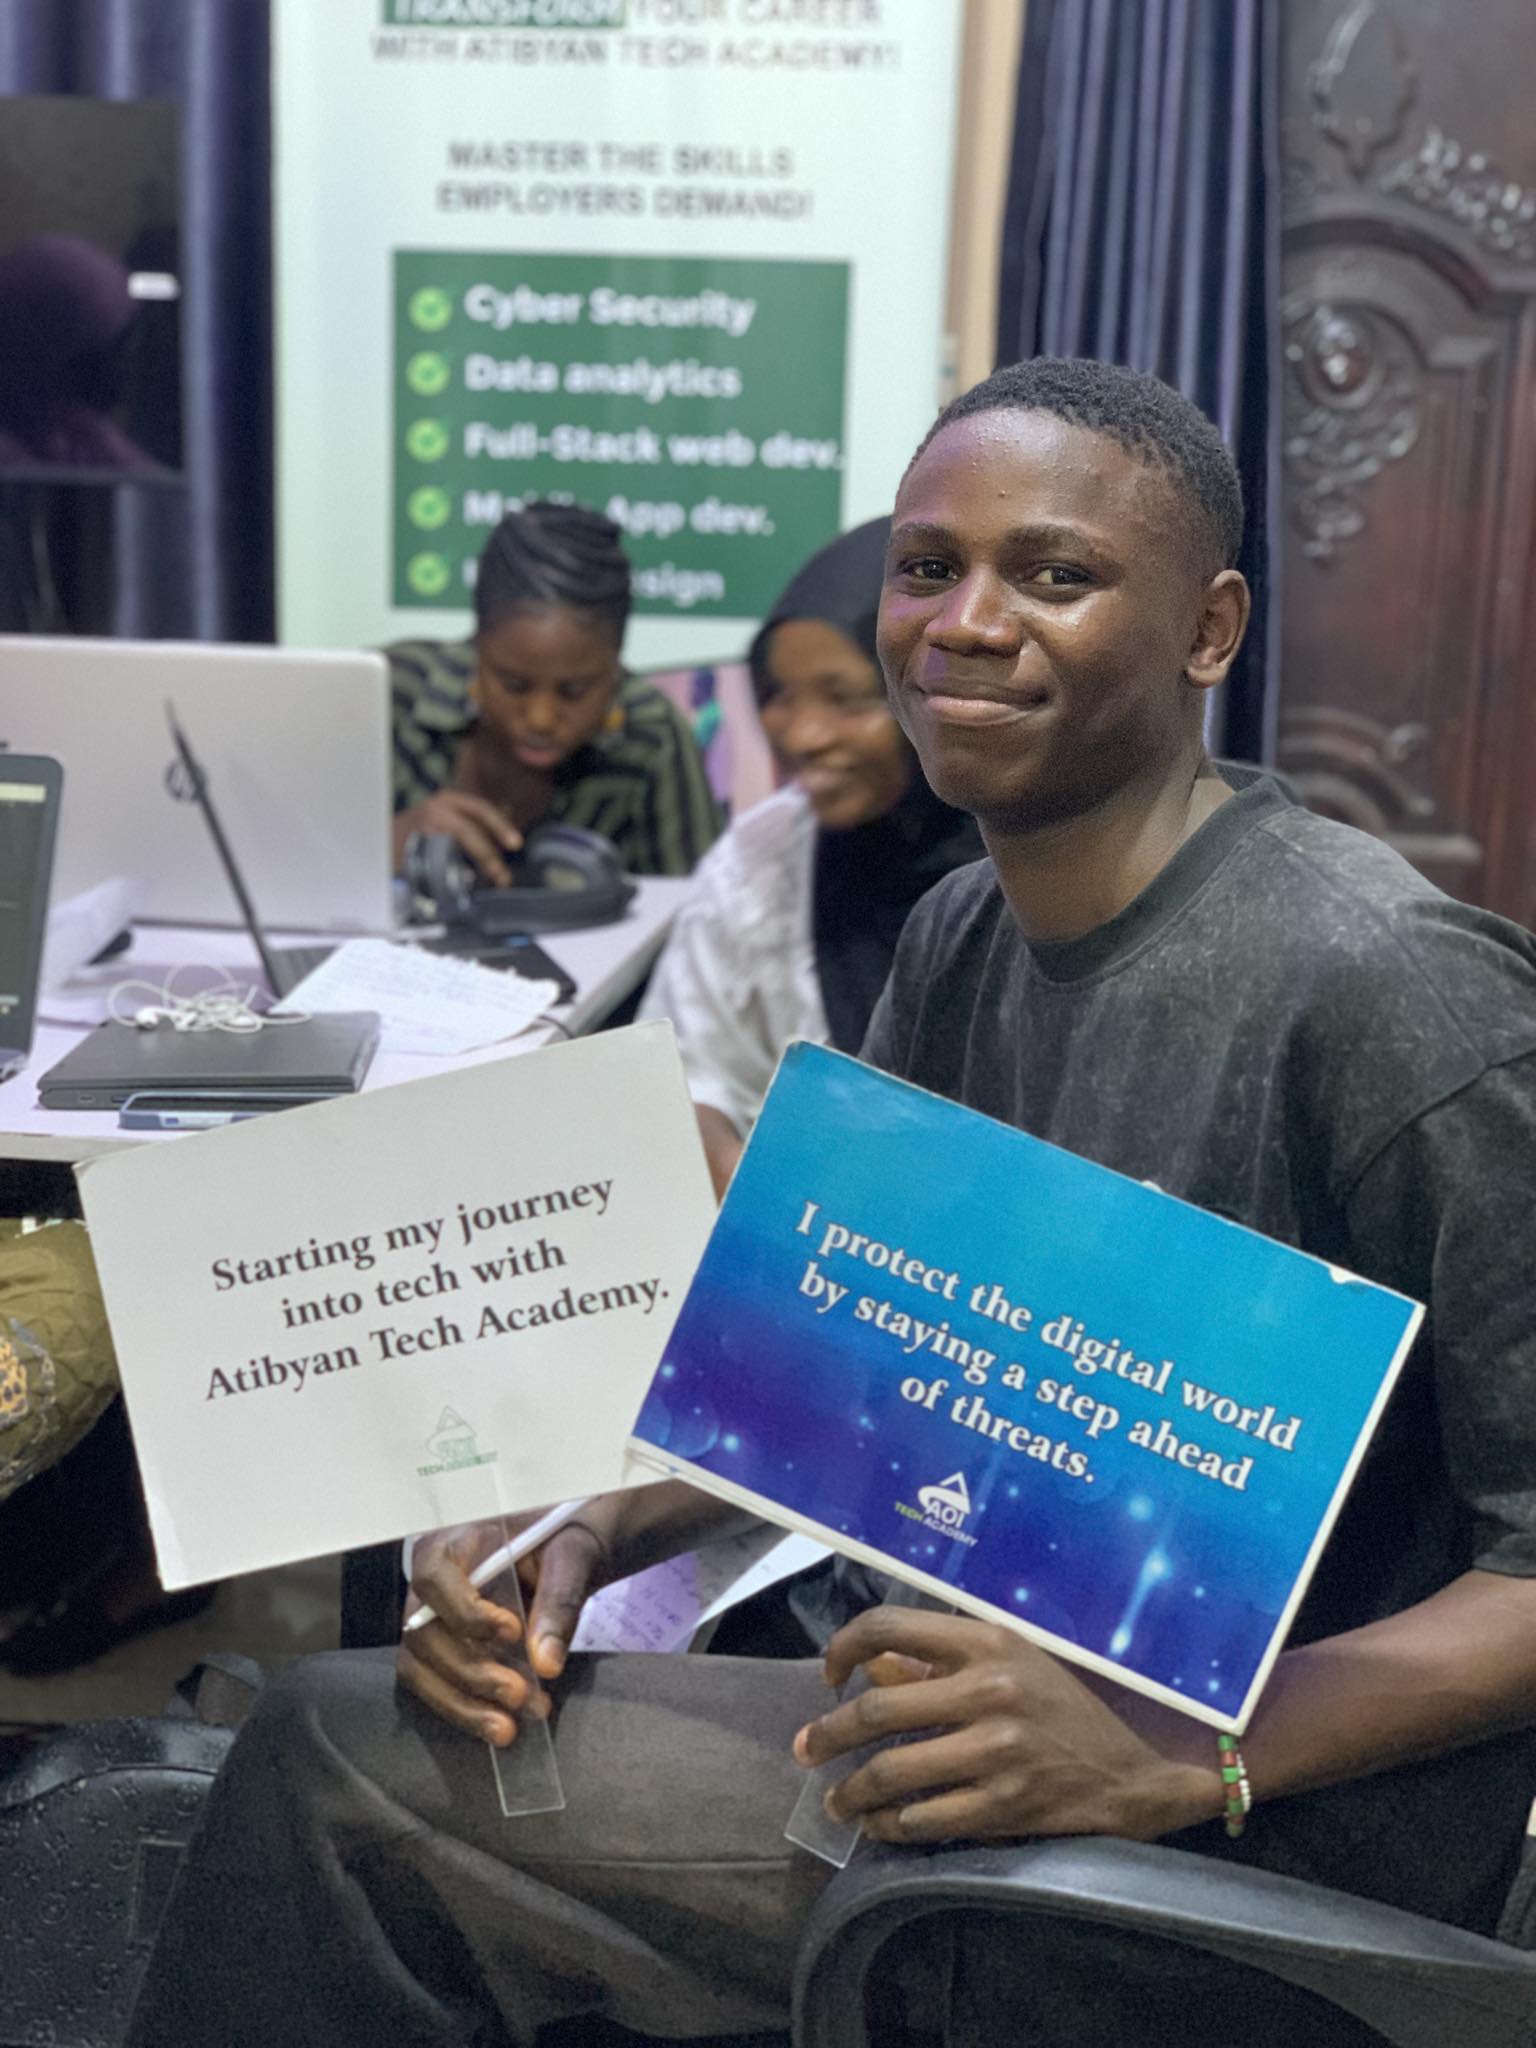 TRANSFORM YOUR CAREER
WITH ATIBYAN TECH ACADEMY!
MASTER THE SKILLS
EMPLOYERS DEMAND!
Cyber Security
Data analytics
Full-Stack web dev.
App dev.
Starting my journey
into tech with
Atibyan Tech Academy.
AOI
TECH
I protect the digital world
by staying a step ahead
of threats.
AOI
TECH ACADEMY